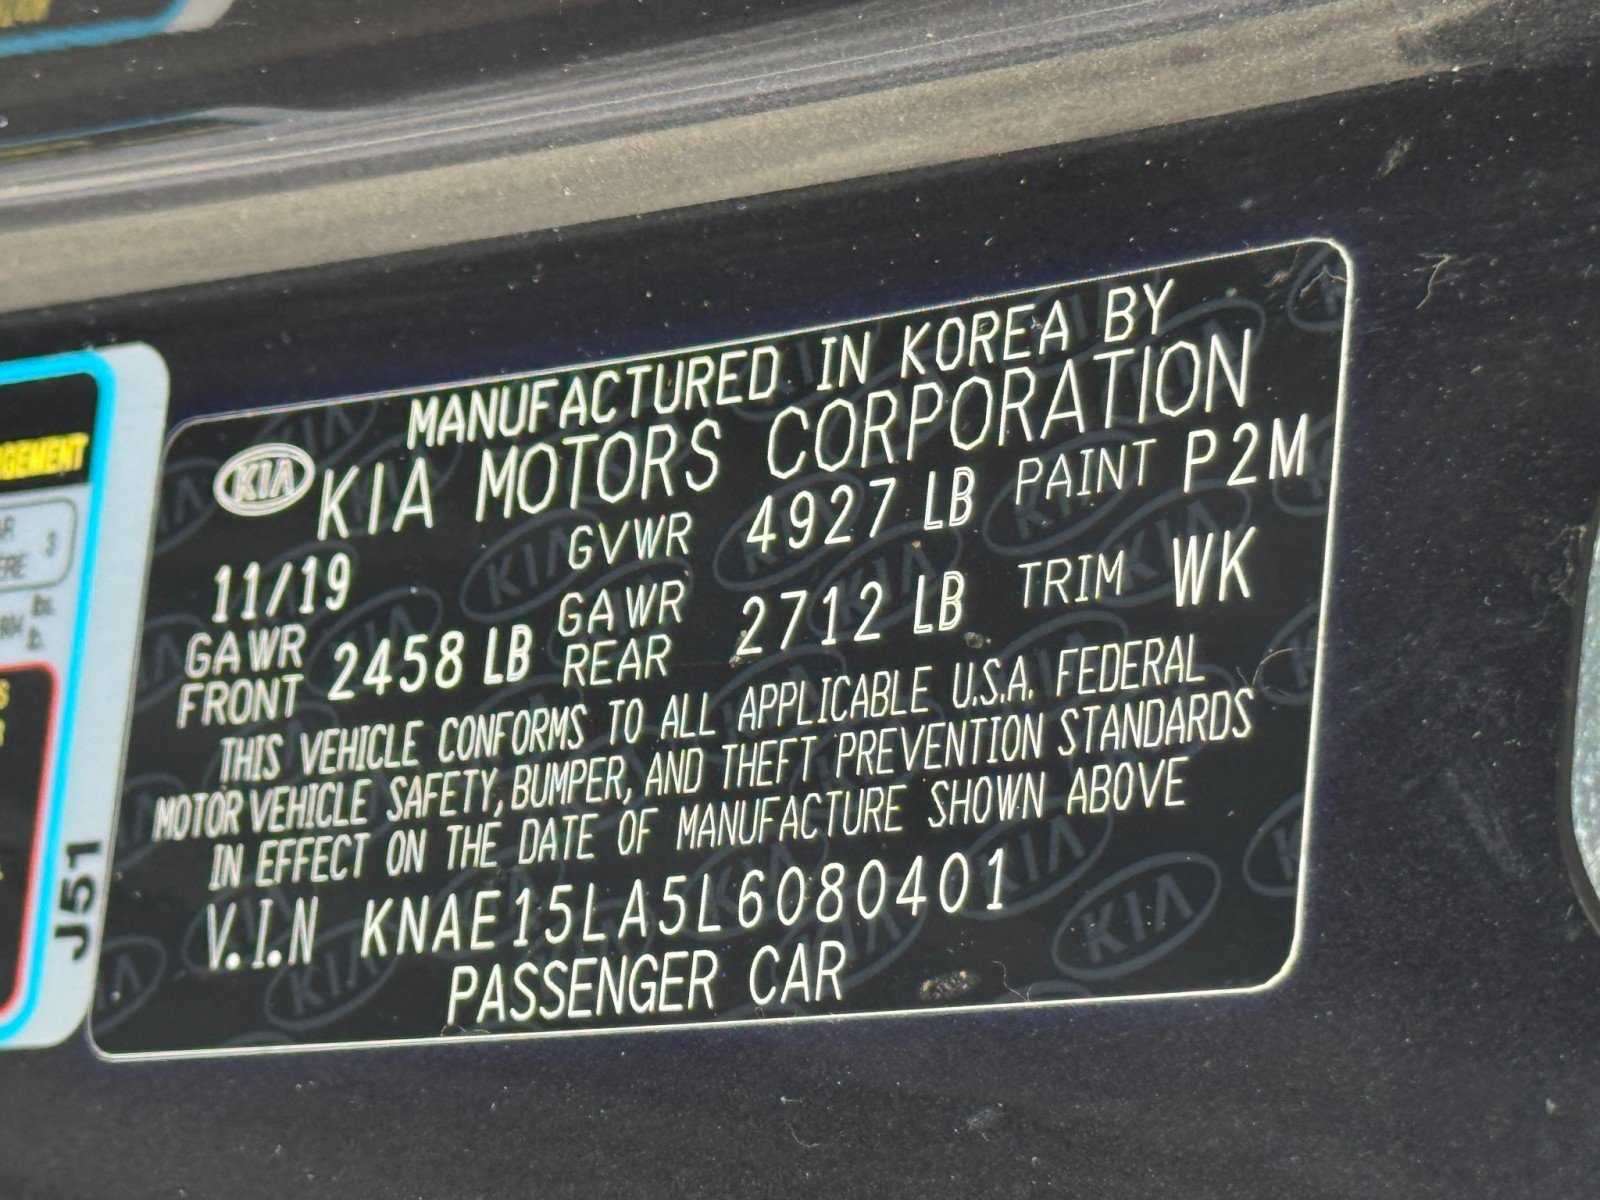 MANUFACTURED IN KOREA BY
KIA KIA MOTORS CORPORATION
11/19 GVWR 4927 LB PAINT P2M
GAWR FRONT 2458 LB GAWR REAR 2712 LB TRIM WK
THIS VEHICLE CONFORMS TO ALL APPLICABLE U.S.A. FEDERAL
MOTOR VEHICLE SAFETY, BUMPER, AND THEFT PREVENTION STANDARDS
IN EFFECT ON THE DATE OF MANUFACTURE SHOWN ABOVE
V.I.N KNAE15LA5L6080401
PASSENGER CAR
J51
3